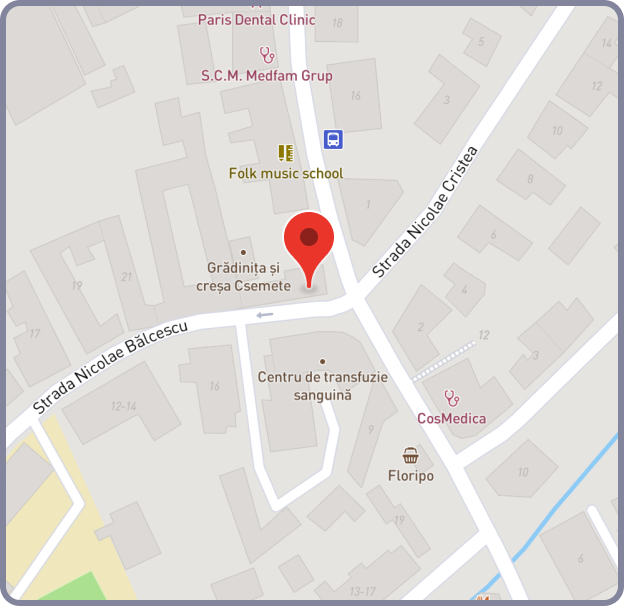 Paris Dental Clinic
18
S.C.M. Medfam Grup
5
14
3
12
16
10
Folk music school
8
1
Strada Nicolae Cristea
6
Grădinița și
creșa Csemete
19
21
4
17
2
12
3
Strada Nicolae Bălcescu
Centru de transfuzie
sanguină
16
12-14
CosMedica
9
Floripo
10
19
6
13-17